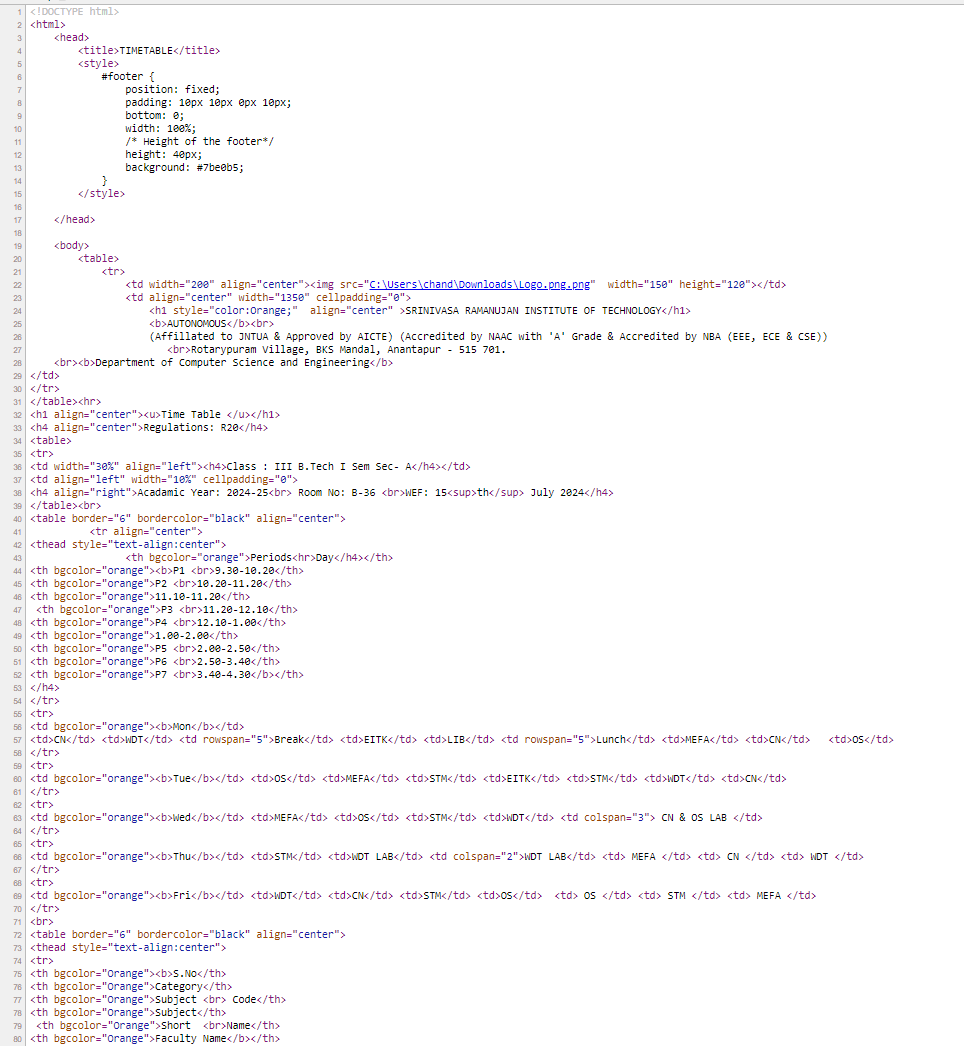 1 <!DOCTYPE html>
2 <html>
3 <head>
4 <title>TIMETABLE</title>
5 <style>
6 #footer {
7 position: fixed;
8 padding: 10px 10px 0px 10px;
9 bottom: 0;
10 width: 100%;
11 /* Height of the footer*/
12 height: 40px;
13 background: #7be0b5;
14 }
15 </style>
16
17 </head>
18
19 <body>
20 <table>
21 <tr>
22 <td width="200" align="center"><img src="C:\Users\chand\Downloads\Logo.png.png" width="150" height="120"></td>
23 <td align="center" width="1350" cellpadding="0">
24 <h1 style="color:Orange;" align="center" >SRINIVASA RAMANUJAN INSTITUTE OF TECHNOLOGY</h1>
25 <b>AUTONOMOUS</b><br>
26 (Affillated to JNTUA & Approved by AICTE) (Accredited by NAAC with 'A' Grade & Accredited by NBA (EEE, ECE & CSE))
27 <br>Rotarypuram Village, BKS Mandal, Anantapur - 515 701.
28 <br><b>Department of Computer Science and Engineering</b>
29 </td>
30 </tr>
31 </table><hr>
32 <h1 align="center"><u>Time Table </u></h1>
33 <h4 align="center">Regulations: R20</h4>
34 <table>
35 <tr>
36 <td width="30%" align="left"><h4>Class : III B.Tech I Sem Sec- A</h4></td>
37 <td align="left" width="10%" cellpadding="0">
38 <h4 align="right">Acadamic Year: 2024-25<br> Room No: B-36 <br>WEF: 15<sup>th</sup> July 2024</h4>
39 </table><br>
40 <table border="6" bordercolor="black" align="center">
41 <tr align="center">
42 <thead style="text-align:center">
43 <th bgcolor="orange">Periods<hr>Day</h4></th>
44 <th bgcolor="orange"><b>P1 <br>9.30-10.20</th>
45 <th bgcolor="orange">P2 <br>10.20-11.20</th>
46 <th bgcolor="orange">11.10-11.20</th>
47 <th bgcolor="orange">P3 <br>11.20-12.10</th>
48 <th bgcolor="orange">P4 <br>12.10-1.00</th>
49 <th bgcolor="orange">1.00-2.00</th>
50 <th bgcolor="orange">P5 <br>2.00-2.50</th>
51 <th bgcolor="orange">P6 <br>2.50-3.40</th>
52 <th bgcolor="orange">P7 <br>3.40-4.30</b></th>
53 </h4>
54 </tr>
55 <tr>
56 <td bgcolor="orange"><b>Mon</b></td>
57 <td>CN</td> <td>WDT</td> <td rowspan="5">Break</td> <td>EITK</td> <td>LIB</td> <td rowspan="5">Lunch</td> <td>MEFA</td> <td>CN</td> <td>OS</td>
58 </tr>
59 <tr>
60 <td bgcolor="orange"><b>Tue</b></td> <td>OS</td> <td>MEFA</td> <td>STM</td> <td>EITK</td> <td>STM</td> <td>WDT</td> <td>CN</td>
61 </tr>
62 <tr>
63 <td bgcolor="orange"><b>Wed</b></td> <td>MEFA</td> <td>OS</td> <td>STM</td> <td>WDT</td> <td colspan="3"> CN & OS LAB </td>
64 </tr>
65 <tr>
66 <td bgcolor="orange"><b>Thu</b></td> <td>STM</td> <td>WDT LAB</td> <td colspan="2">WDT LAB</td> <td> MEFA </td> <td> CN </td> <td> WDT </td>
67 </tr>
68 <tr>
69 <td bgcolor="orange"><b>Fri</b></td> <td>WDT</td> <td>CN</td> <td>STM</td> <td>OS</td> <td> OS </td> <td> STM </td> <td> MEFA </td>
70 </tr>
71 <br>
72 <table border="6" bordercolor="black" align="center">
73 <thead style="text-align:center">
74 <tr>
75 <th bgcolor="Orange"><b>S.No</th>
76 <th bgcolor="Orange">Category</th>
77 <th bgcolor="Orange">Subject <br> Code</th>
78 <th bgcolor="Orange">Subject</th>
79 <th bgcolor="Orange">Short <br>Name</th>
80 <th bgcolor="Orange">Faculty Name</b></th>